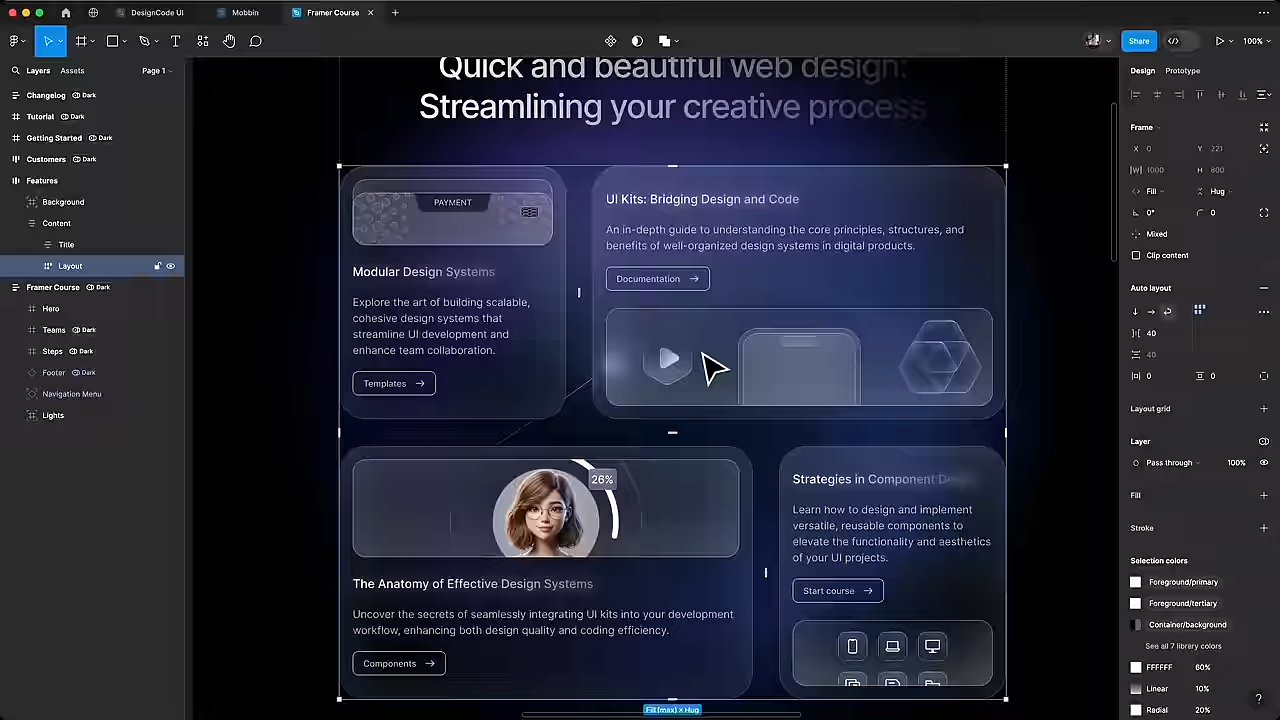 DesignCode UI
Mobbin
Framer Course
Share
100%
Layers
Assets
Page 1
Changelog
Dark
Tutorial
Dark
Getting Started
Dark
Customers
Dark
Features
Background
Content
Title
Layout
Framer Course
Dark
Hero
Teams
Dark
Steps
Dark
Footer
Dark
Navigation Menu
Lights
Quick and beautiful web design:
Streamlining your creative process
PAYMENT
Modular Design Systems
Explore the art of building scalable,
cohesive design systems that
streamline UI development and
enhance team collaboration.
Templates
UI Kits: Bridging Design and Code
An in-depth guide to understanding the core principles, structures, and
benefits of well-organized design systems in digital products.
Documentation
26%
The Anatomy of Effective Design Systems
Uncover the secrets of seamlessly integrating UI kits into your development
workflow, enhancing both design quality and coding efficiency.
Components
Strategies in Component Design
Learn how to design and implement
versatile, reusable components to
elevate the functionality and aesthetics
of your UI projects.
Start course
Fill (max) × Hug
Design
Prototype
Frame
X 0
Y 221
W 1000
H 800
Fill
Hug
0°
0
Mixed
Clip content
Auto layout
40
40
0
0
Layout grid
Layer
Pass through
100%
Fill
Stroke
Selection colors
Foreground/primary
Foreground/tertiary
Container/background
See all 7 library colors
FFFFFF 60%
Linear 10%
Radial 20%
?